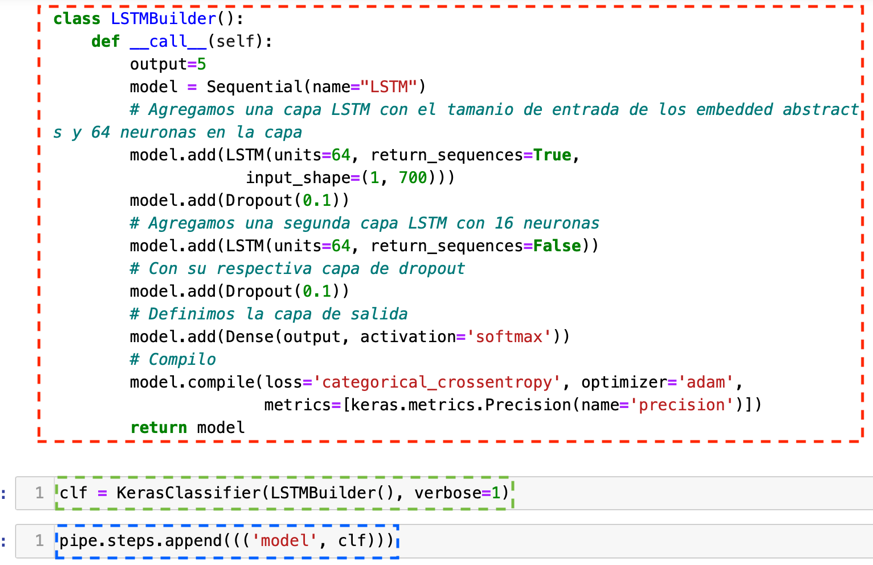 class LSTMBuilder():
    def __call__(self):
        output=5
        model = Sequential(name="LSTM")
        # Agregamos una capa LSTM con el tamanio de entrada de los embedded abstract
s y 64 neuronas en la capa
        model.add(LSTM(units=64, return_sequences=True,
                    input_shape=(1, 700)))
        model.add(Dropout(0.1))
        # Agregamos una segunda capa LSTM con 16 neuronas
        model.add(LSTM(units=64, return_sequences=False))
        # Con su respectiva capa de dropout
        model.add(Dropout(0.1))
        # Definimos la capa de salida
        model.add(Dense(output, activation='softmax'))
        # Compilo
        model.compile(loss='categorical_crossentropy', optimizer='adam',
                      metrics=[keras.metrics.Precision(name='precision')])
        return model
: 1 clf = KerasClassifier(LSTMBuilder(), verbose=1)
: 1 pipe.steps.append((('model', clf)))